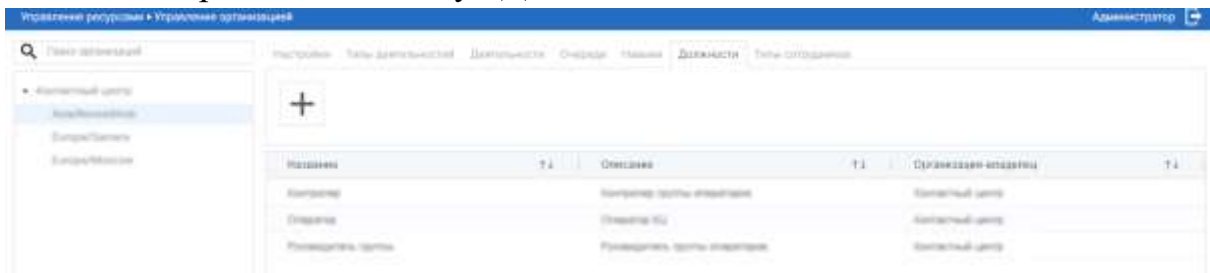 Управление ресурсами ▸ Управление организацией
Администратор
Поиск организаций
Настройки Типы деятельностей Деятельности Очереди Навыки Должности Типы сотрудников
Контактный центр
Europe/Samara
Europe/Moscow
Название Описание Организация-владелец
Контролер Контролер группы операторов Контактный центр
Оператор Оператор КЦ Контактный центр
Руководитель группы Руководитель группы операторов Контактный центр